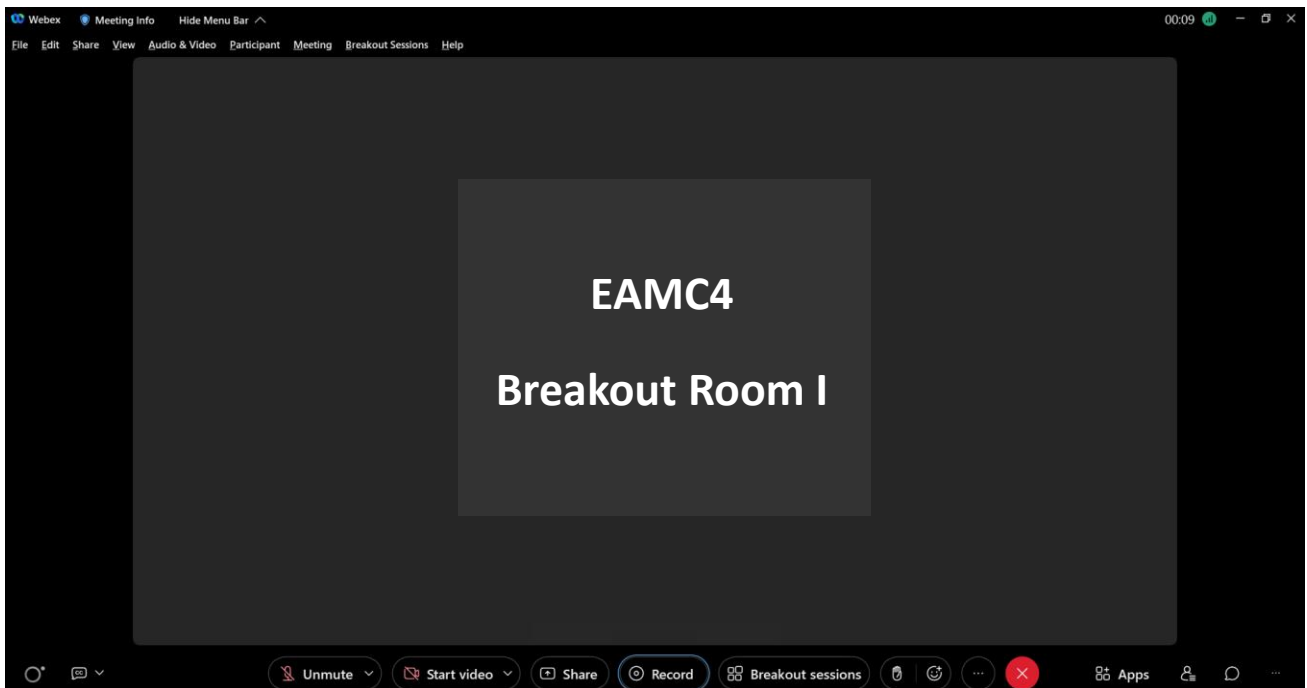 Webex Meeting Info Hide Menu Bar 00:09
File Edit Share View Audio & Video Participant Meeting Breakout Sessions Help
EAMC4
Breakout Room I
CC Unmute Start video Share Record Breakout sessions Apps